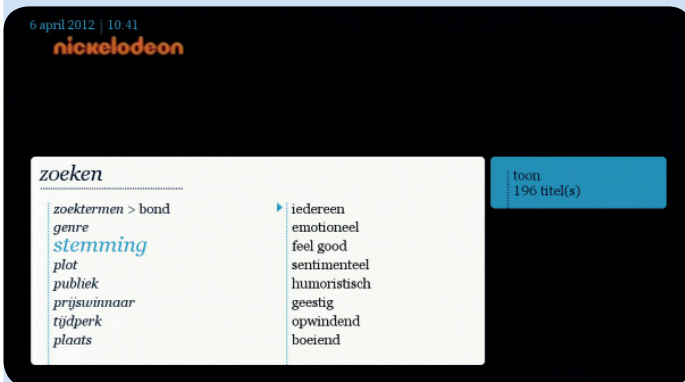 6 april 2012 | 10:41
nickelodeon
zoeken
zoektermen > bond
genre
stemming
plot
publiek
prijswinnaar
tijdperk
plaats
iedereen
emotioneel
feel good
sentimenteel
humoristisch
geestig
opwindend
boeiend
toon
196 titel(s)